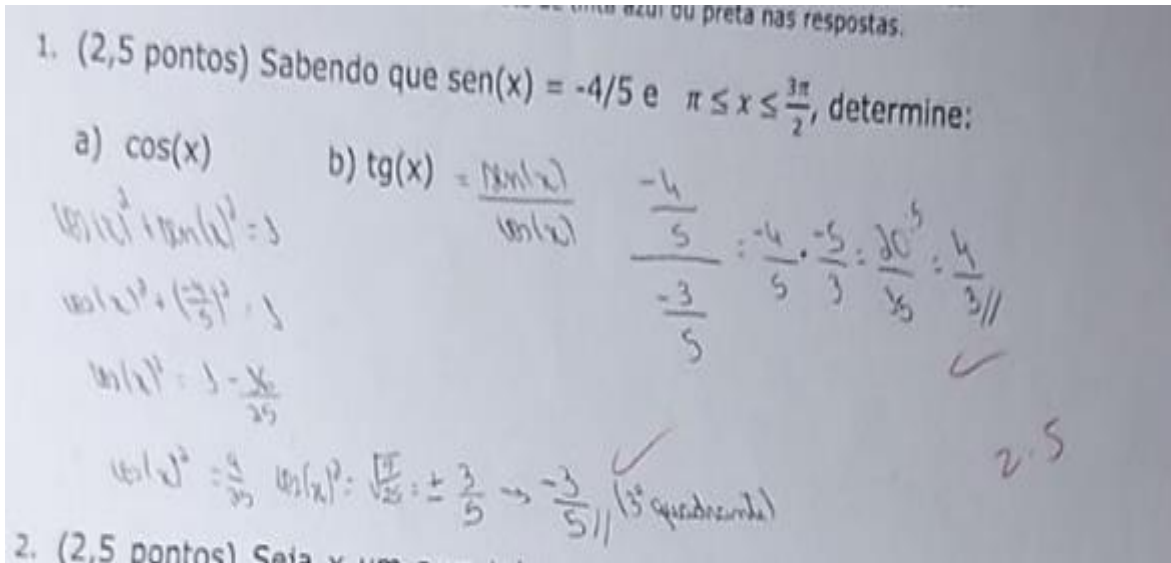 azul ou preta nas respostas.
1. (2,5 pontos) Sabendo que sen(x) = -4/5 e π ≤ x ≤ 3π/2, determine:
a) cos(x)
cos(x)² + sen(x)² = 1
cos(x)² + (-4/5)² = 1
cos(x)² = 1 - 16/25
cos(x)² = 9/25 cos(x)² = √9/25 = ± 3/5 → -3/5 // (3º quadrante)
b) tg(x) = sen(x)/cos(x) -4/5 / -3/5 = -4/5 · -5/3 = 20/15 = 4/3 //
2.5
2. (2,5 pontos) Seja x um